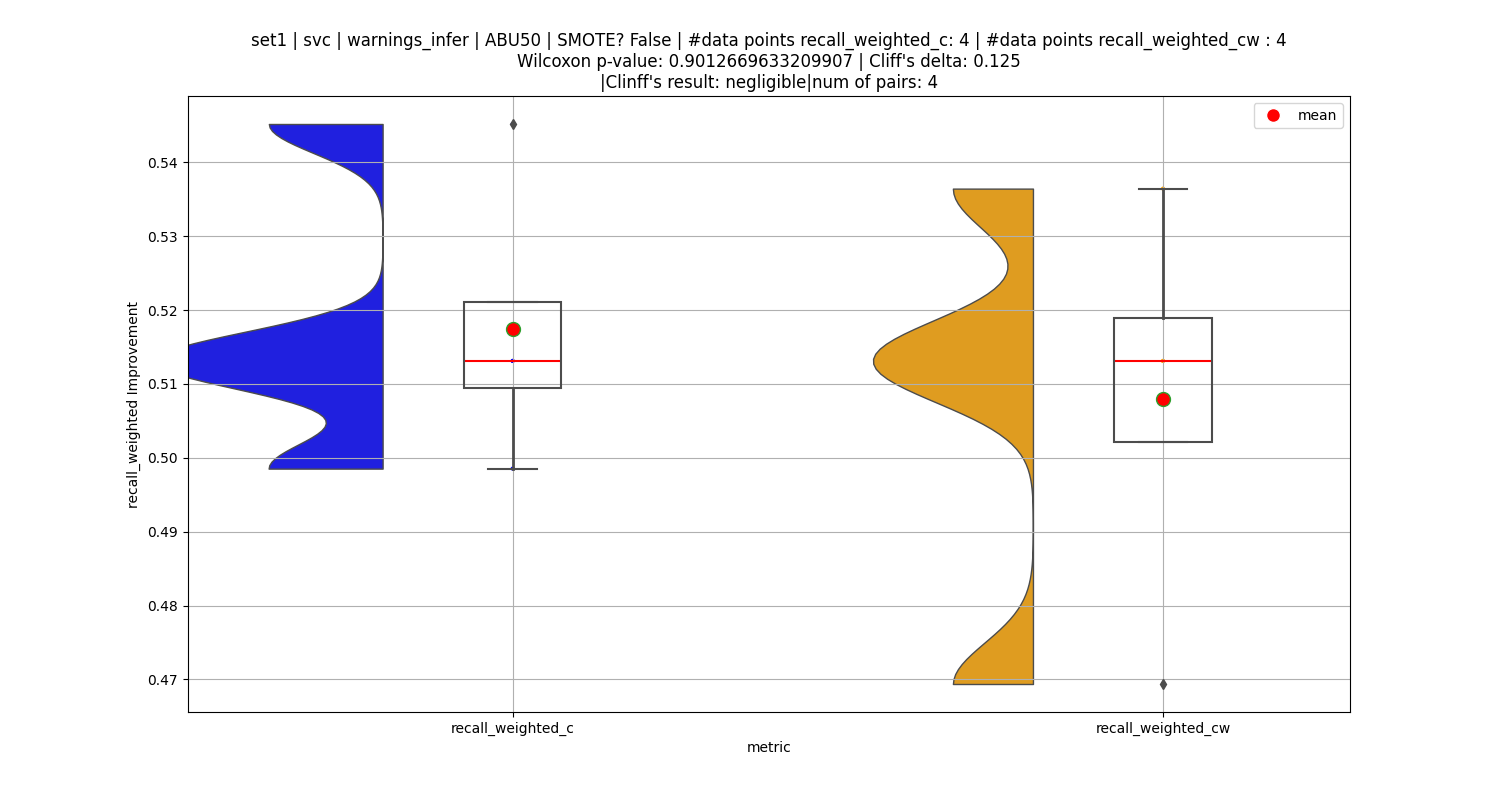 set1 | svc | warnings_infer | ABU50 | SMOTE? False | #data points recall_weighted_c: 4 | #data points recall_weighted_cw : 4
Wilcoxon p-value: 0.9012669633209907 | Cliff's delta: 0.125
|Clinff's result: negligible|num of pairs: 4
mean
0.54
0.53
0.52
0.51
0.50
0.49
0.48
0.47
recall_weighted Improvement
recall_weighted_c
recall_weighted_cw
metric